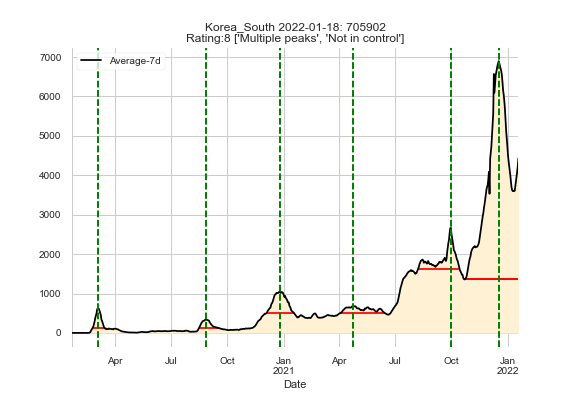 Korea_South 2022-01-18: 705902
Rating:8 ['Multiple peaks', 'Not in control']
Average-7d
7000
6000
5000
4000
3000
2000
1000
0
Apr Jul Oct Jan Apr Jul Oct Jan
2021 2022
Date